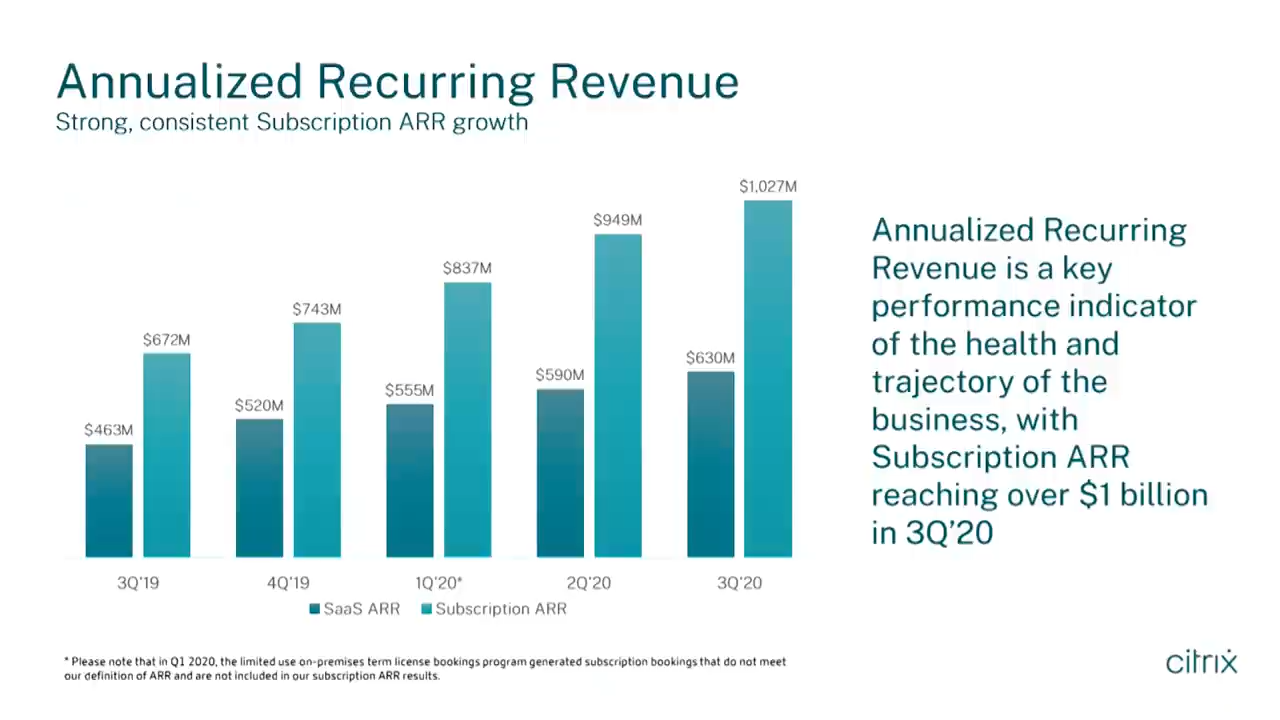 Annualized Recurring Revenue
Strong, consistent Subscription ARR growth
$463M
$672M
$520M
$743M
$555M
$837M
$590M
$949M
$630M
$1,027M
3Q'19
4Q'19
1Q'20*
2Q'20
3Q'20
SaaS ARR
Subscription ARR
Annualized Recurring
Revenue is a key
performance indicator
of the health and
trajectory of the
business, with
Subscription ARR
reaching over $1 billion
in 3Q'20
* Please note that in Q1 2020, the limited use on-premises term license bookings program generated subscription bookings that do not meet
our definition of ARR and are not included in our subscription ARR results.
citrix